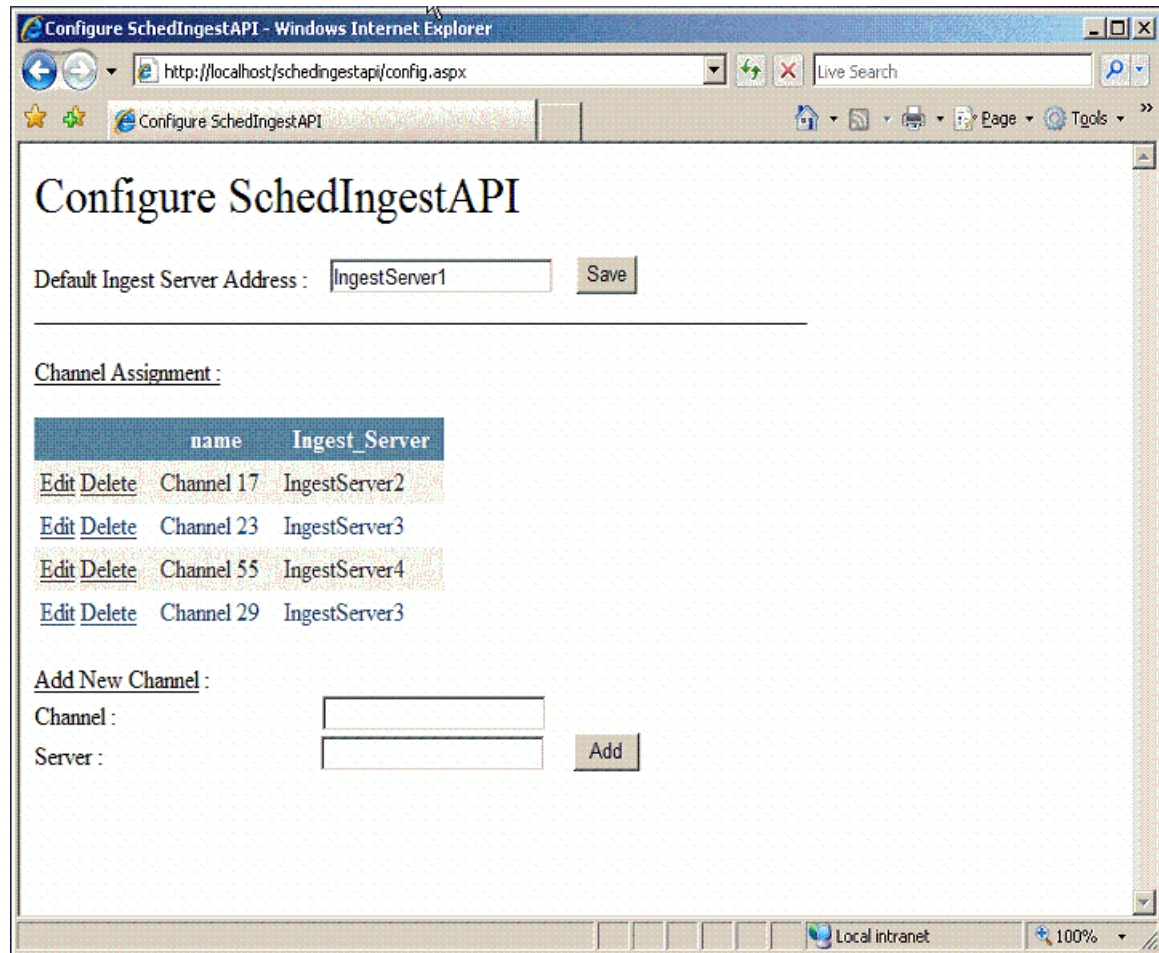 Configure SchedIngestAPI - Windows Internet Explorer
http://localhost/schedingestapi/config.aspx
Live Search
Configure SchedIngestAPI
Page
Tools
»
Configure SchedIngestAPI
Default Ingest Server Address : IngestServer1 Save
Channel Assignment :
name Ingest_Server
Edit Delete Channel 17 IngestServer2
Edit Delete Channel 23 IngestServer3
Edit Delete Channel 55 IngestServer4
Edit Delete Channel 29 IngestServer3
Add New Channel :
Channel :
Server : Add
Local intranet 100%